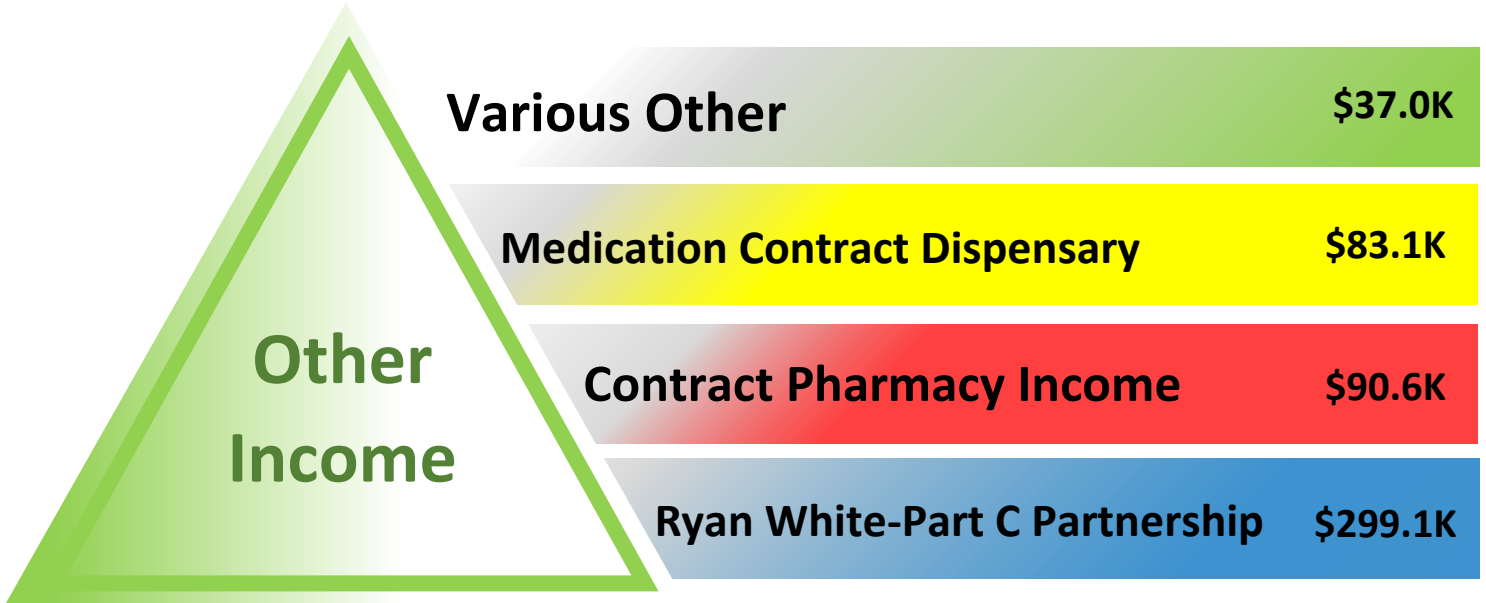 Various Other $37.0K
Medication Contract Dispensary $83.1K
Other
Income
Contract Pharmacy Income $90.6K
Ryan White-Part C Partnership $299.1K